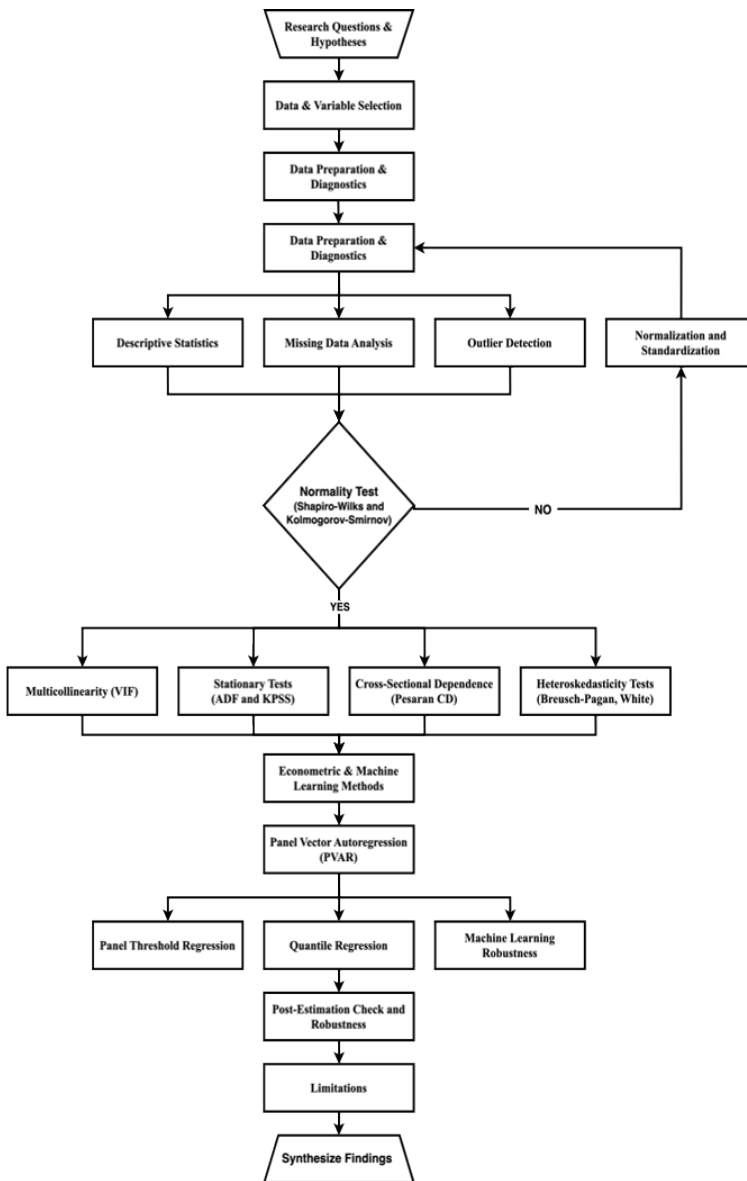 Research Questions &
Hypotheses
Data & Variable Selection
Data Preparation &
Diagnostics
Data Preparation &
Diagnostics
Descriptive Statistics
Missing Data Analysis
Outlier Detection
Normalization and
Standardization
Normality Test
(Shapiro-Wilks and
Kolmogorov-Smirnov)
NO
YES
Multicollinearity (VIF)
Stationary Tests
(ADF and KPSS)
Cross-Sectional Dependence
(Pesaran CD)
Heteroskedasticity Tests
(Breusch-Pagan, White)
Econometric & Machine
Learning Methods
Panel Vector Autoregression
(PVAR)
Panel Threshold Regression
Quantile Regression
Machine Learning
Robustness
Post-Estimation Check and
Robustness
Limitations
Synthesize Findings